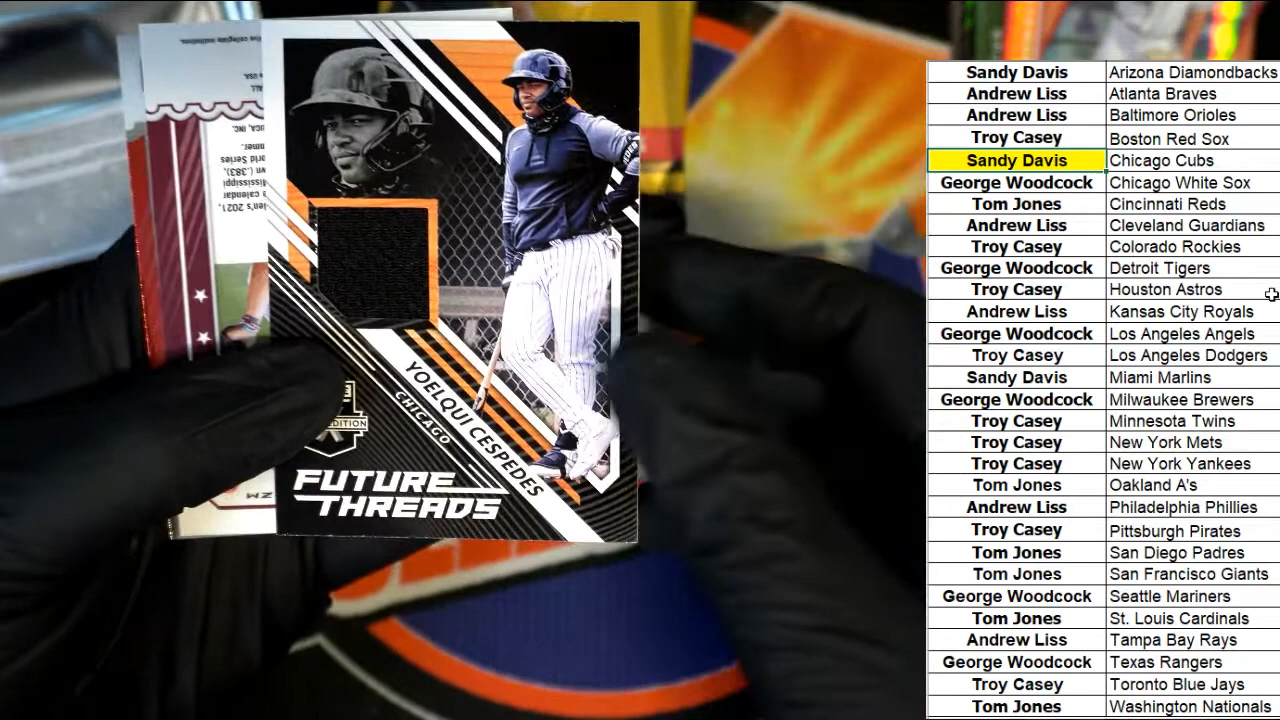 YOELQUI CESPEDES
CHICAGO
EDITION
FUTURE
THREADS
Sandy Davis Arizona Diamondbacks
Andrew Liss Atlanta Braves
Andrew Liss Baltimore Orioles
Troy Casey Boston Red Sox
Sandy Davis Chicago Cubs
George Woodcock Chicago White Sox
Tom Jones Cincinnati Reds
Andrew Liss Cleveland Guardians
Troy Casey Colorado Rockies
George Woodcock Detroit Tigers
Troy Casey Houston Astros
Andrew Liss Kansas City Royals
George Woodcock Los Angeles Angels
Troy Casey Los Angeles Dodgers
Sandy Davis Miami Marlins
George Woodcock Milwaukee Brewers
Troy Casey Minnesota Twins
Troy Casey New York Mets
Troy Casey New York Yankees
Tom Jones Oakland A's
Andrew Liss Philadelphia Phillies
Troy Casey Pittsburgh Pirates
Tom Jones San Diego Padres
Tom Jones San Francisco Giants
George Woodcock Seattle Mariners
Tom Jones St. Louis Cardinals
Andrew Liss Tampa Bay Rays
George Woodcock Texas Rangers
Troy Casey Toronto Blue Jays
Tom Jones Washington Nationals